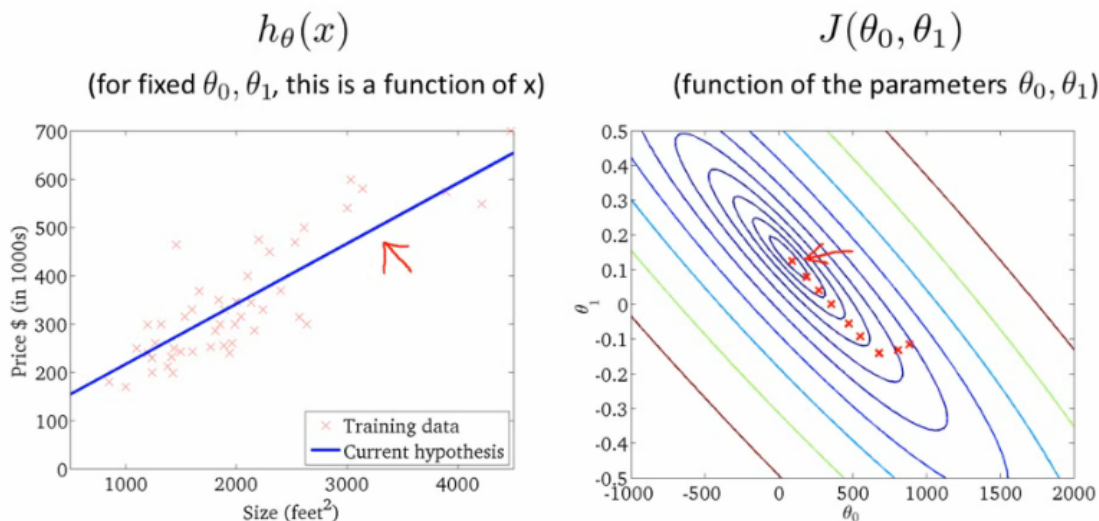 h_θ(x)
(for fixed θ₀, θ₁, this is a function of x)
700
600
500
400
300
200
100
0
Price $ (in 1000s)
1000 2000 3000 4000
Size (feet²)
Training data
Current hypothesis
J(θ₀, θ₁)
(function of the parameters θ₀, θ₁)
0.5
0.4
0.3
0.2
0.1
0
-0.1
-0.2
-0.3
-0.4
-0.5
θ₁
-1000 -500 0 500 1000 1500 2000
θ₀